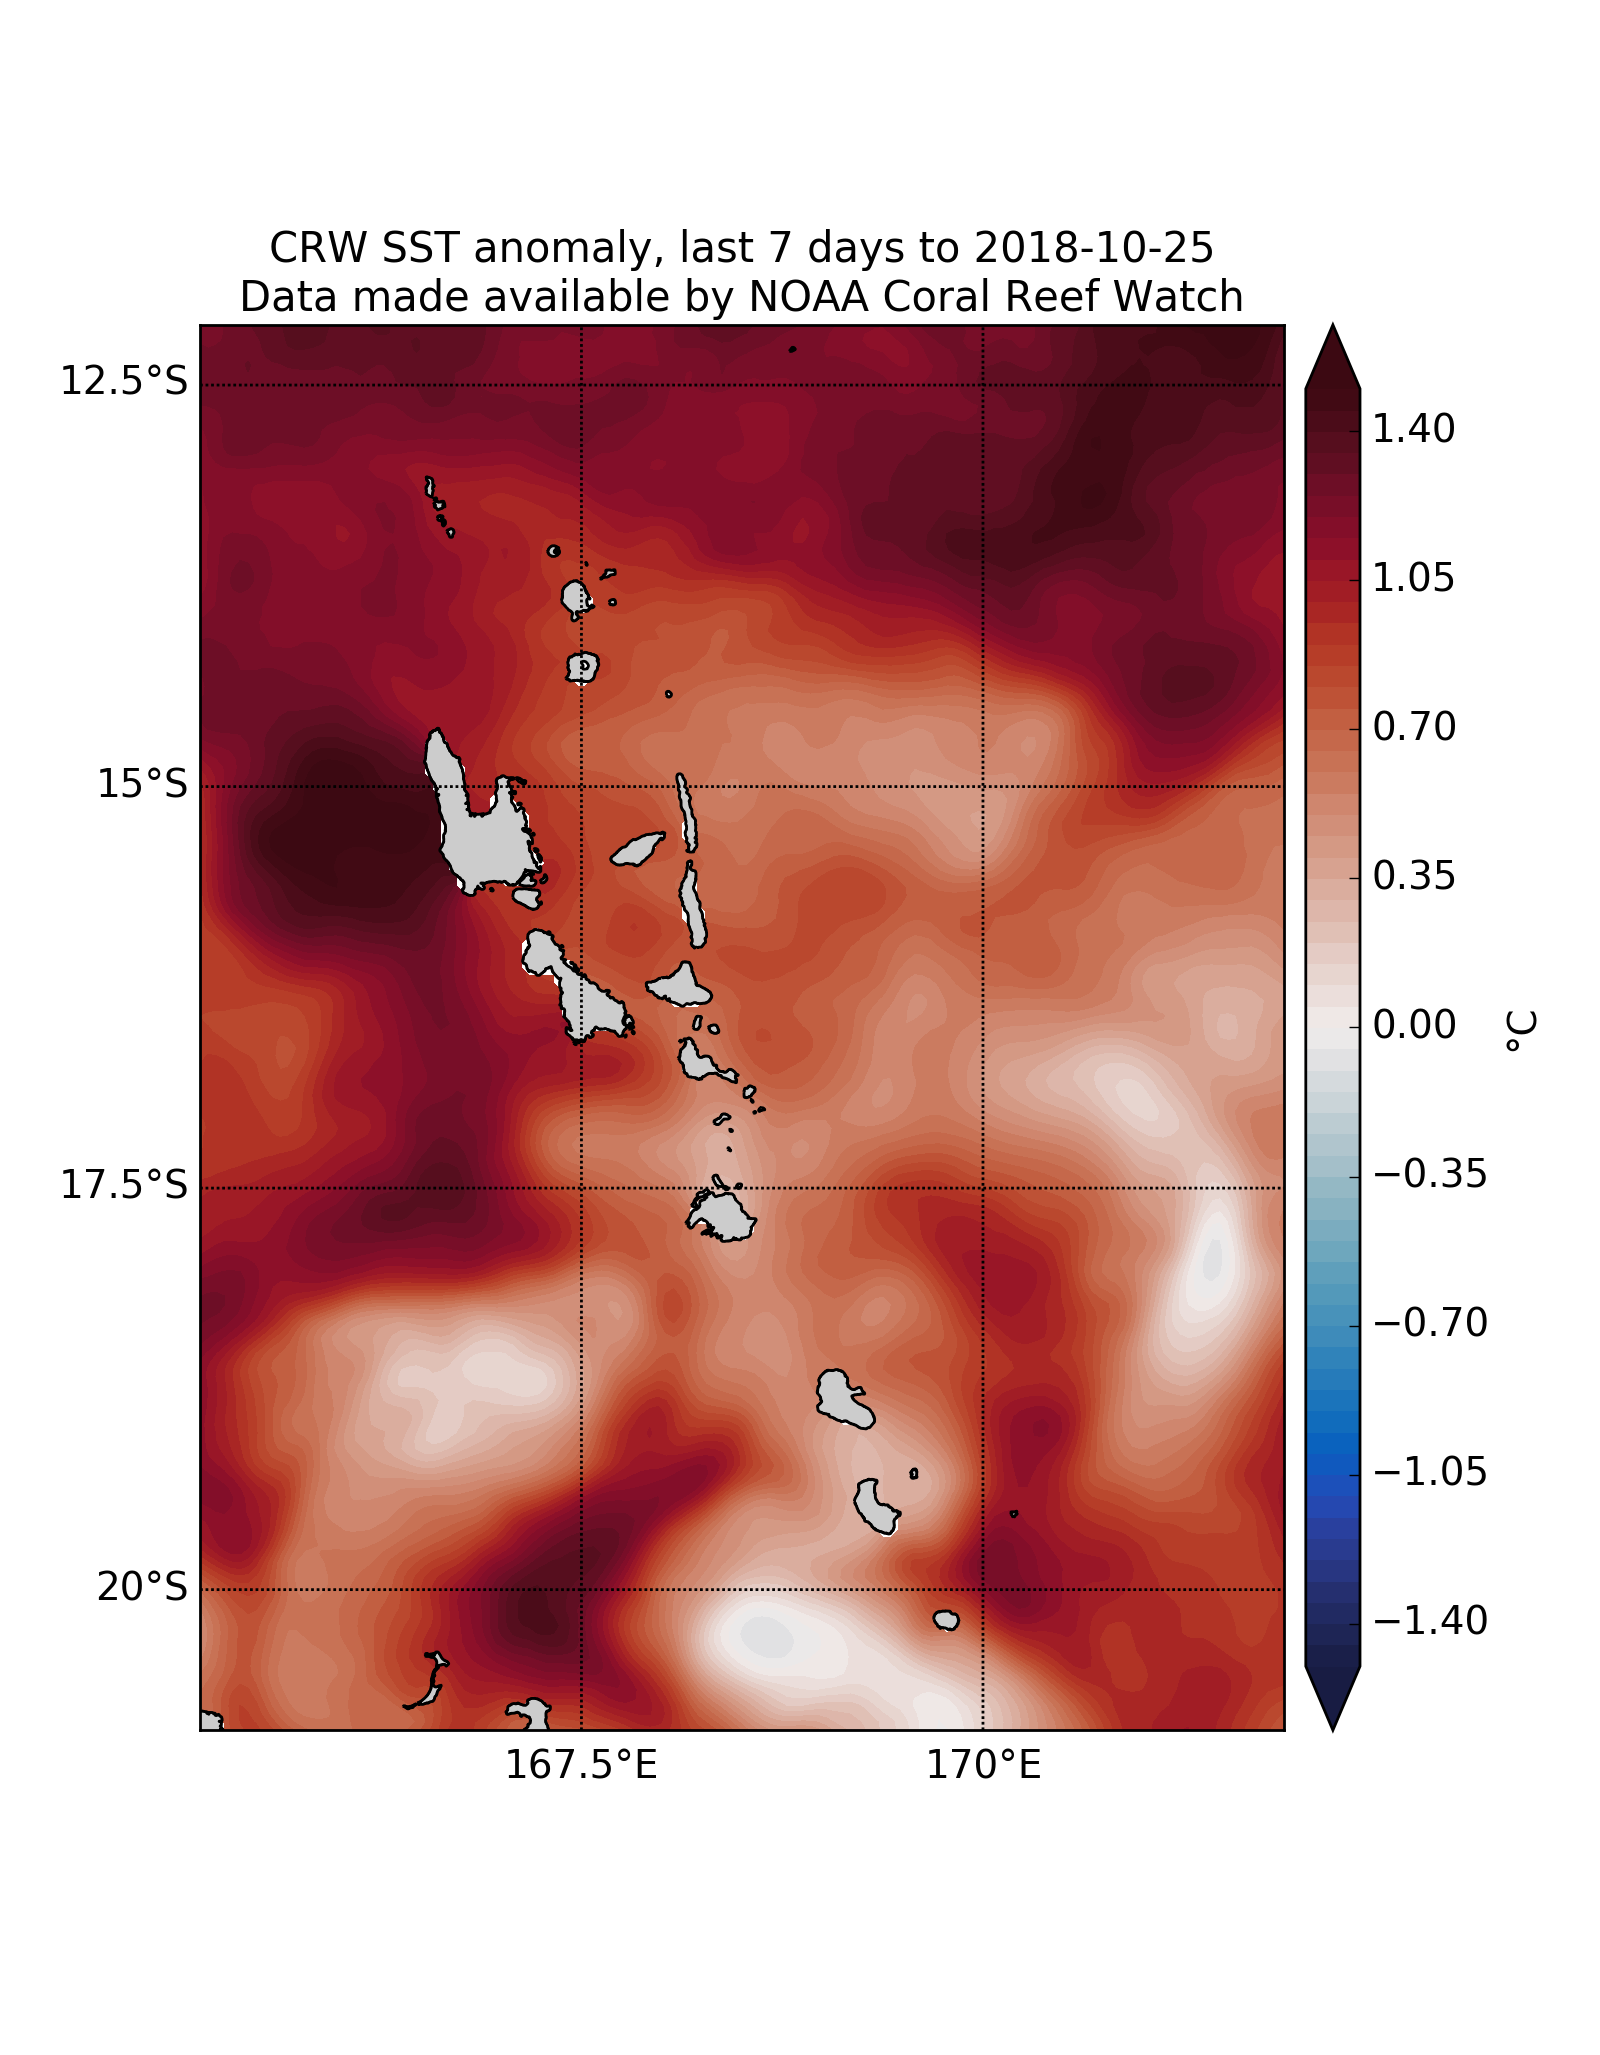 CRW SST anomaly, last 7 days to 2018-10-25
Data made available by NOAA Coral Reef Watch
12.5°S
15°S
17.5°S
20°S
167.5°E
170°E
1.40
1.05
0.70
0.35
0.00
−0.35
−0.70
−1.05
−1.40
°C